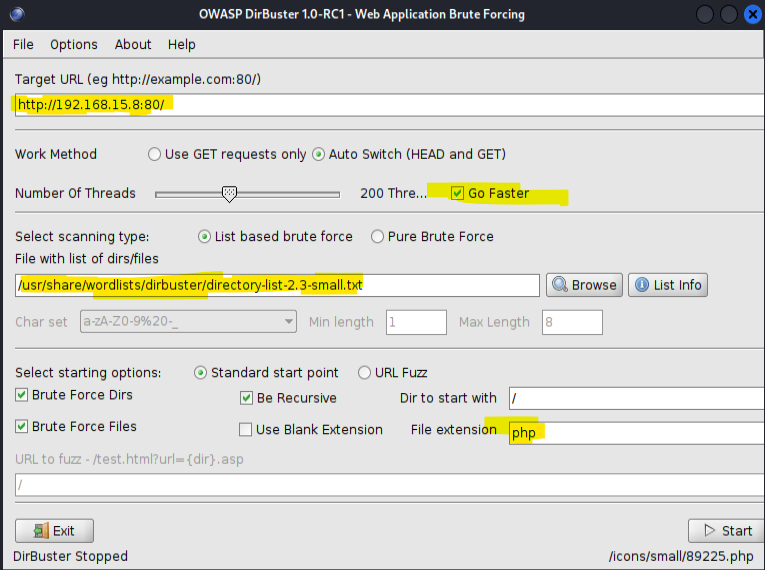 OWASP DirBuster 1.0-RC1 - Web Application Brute Forcing
File Options About Help
Target URL (eg http://example.com:80/)
http://192.168.15.8:80/
Work Method Use GET requests only Auto Switch (HEAD and GET)
Number Of Threads 200 Thre... Go Faster
Select scanning type: List based brute force Pure Brute Force
File with list of dirs/files
/usr/share/wordlists/dirbuster/directory-list-2.3-small.txt Browse List Info
Char set a-zA-Z0-9%20-_ Min length 1 Max Length 8
Select starting options: Standard start point URL Fuzz
Brute Force Dirs Be Recursive Dir to start with /
Brute Force Files Use Blank Extension File extension php
URL to fuzz - /test.html?url={dir}.asp
/
Exit Start
DirBuster Stopped /icons/small/89225.php